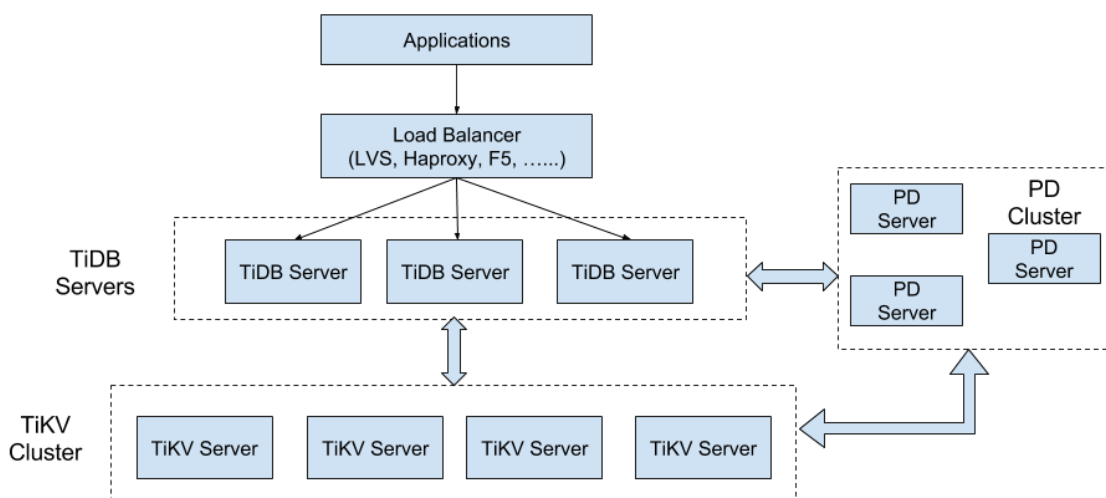 Applications
Load Balancer
(LVS, Haproxy, F5, …...)
TiDB
Servers
TiDB Server
TiDB Server
TiDB Server
PD
Cluster
PD
Server
PD
Server
PD
Server
TiKV
Cluster
TiKV Server
TiKV Server
TiKV Server
TiKV Server